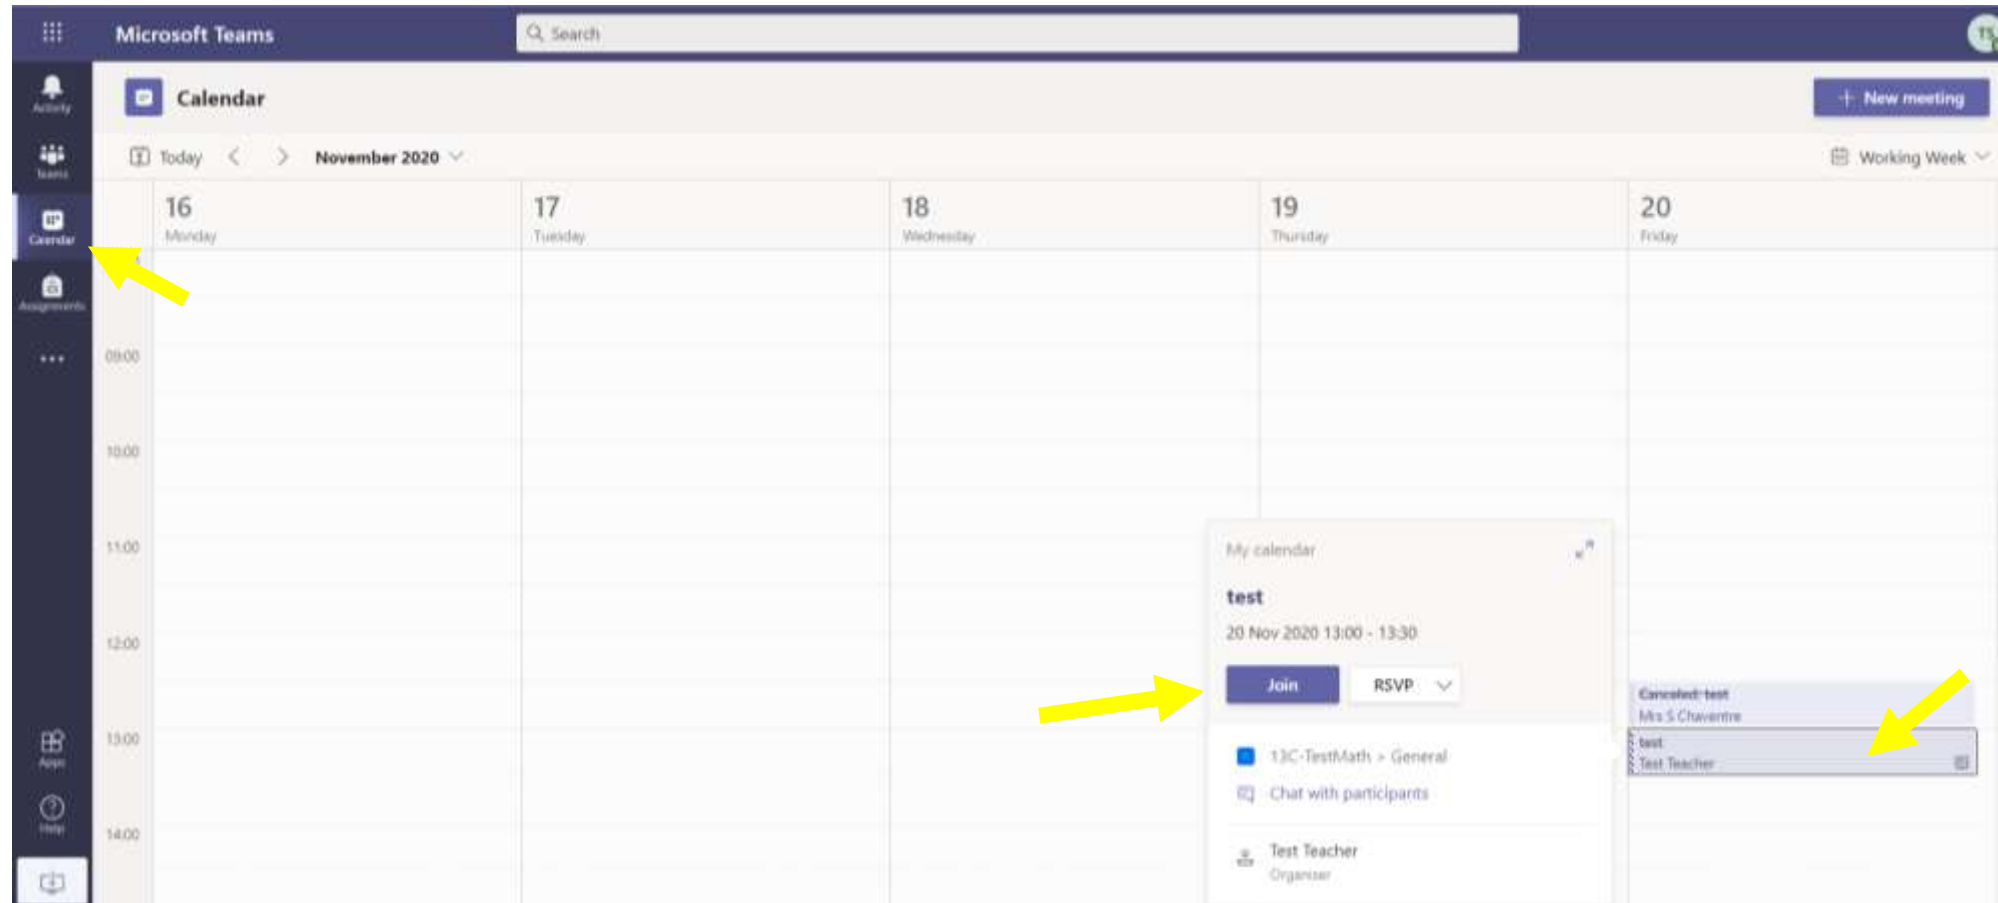 Microsoft Teams
Search
TS
Activity
Calendar
+ New meeting
Teams
Today
November 2020
Working Week
Calendar
16
Monday
17
Tuesday
18
Wednesday
19
Thursday
20
Friday
Assignments
09:00
10:00
11:00
12:00
13:00
14:00
My calendar
test
20 Nov 2020 13:00 - 13:30
Join
RSVP
13C-TestMath > General
Chat with participants
Test Teacher
Organiser
Canceled: test
Mrs S Chaventre
test
Test Teacher
Apps
Help